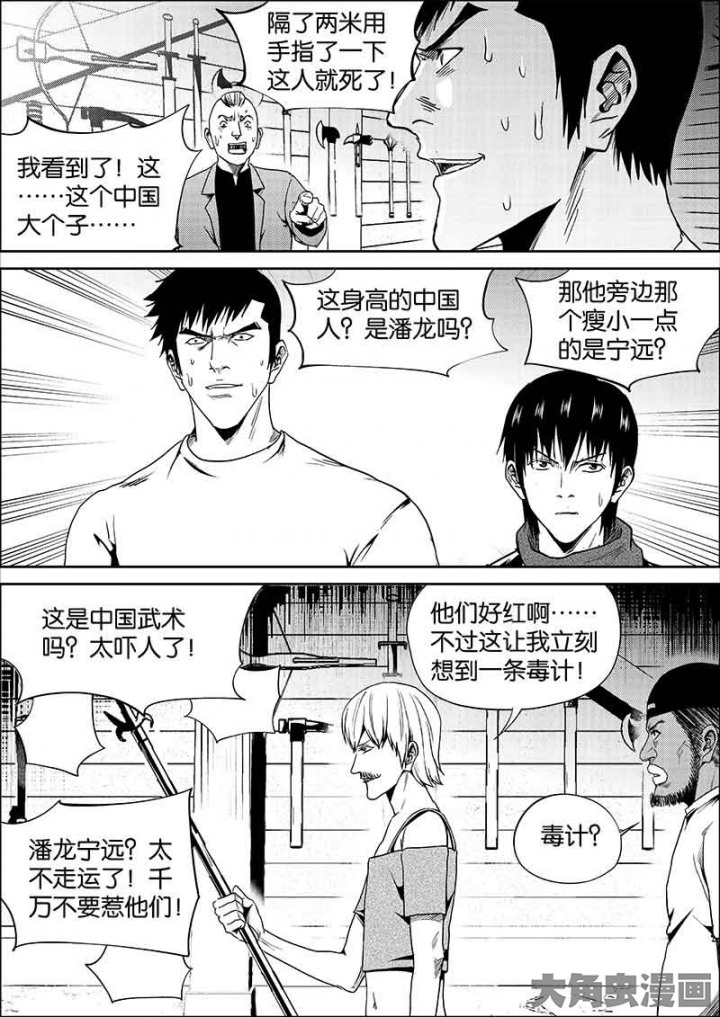 隔了两米用
手指了一下
这人就死了！
我看到了！这
……这个中国
大个子……
这身高的中国
人？是潘龙吗？
那他旁边那
个瘦小一点
的是宁远？
这是中国武术
吗？太吓人了！
他们好红啊……
不过这让我立刻
想到一条毒计！
毒计？
潘龙宁远？太
不走运了！千
万不要惹他们！
大角虫漫画